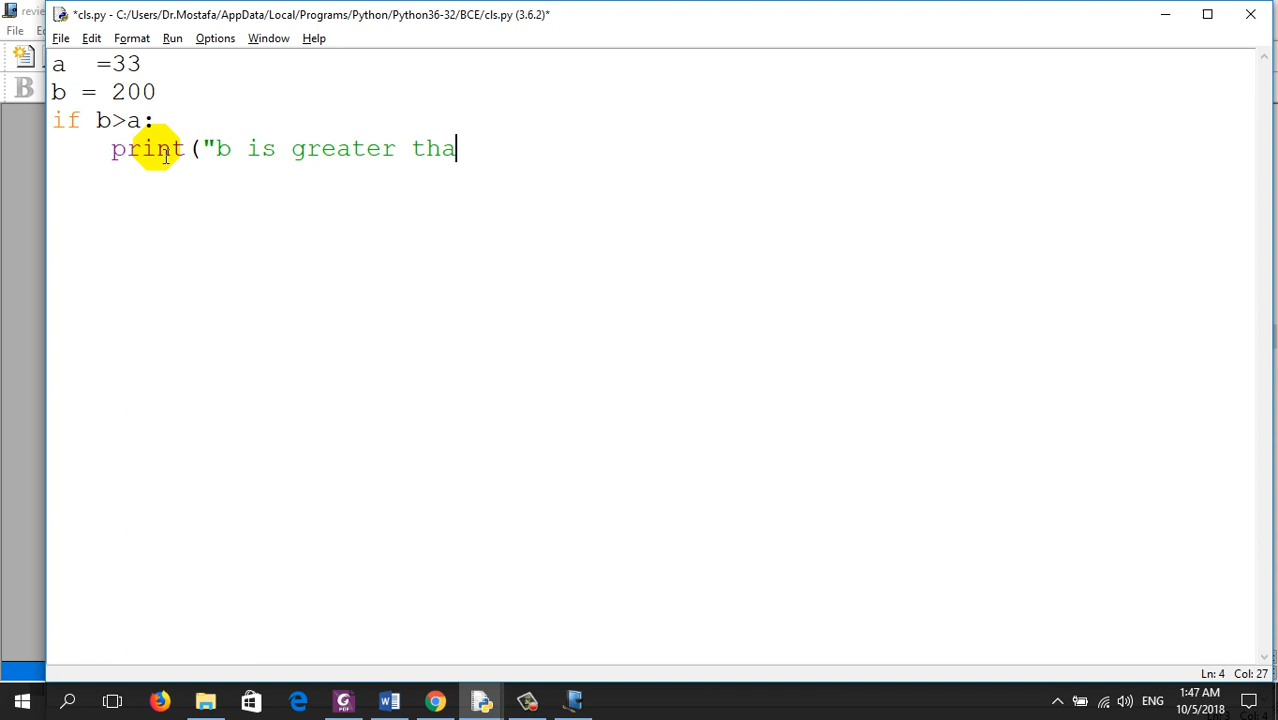 revie
*cls.py - C:/Users/Dr.Mostafa/AppData/Local/Programs/Python/Python36-32/BCE/cls.py (3.6.2)*
File
File Edit Format Run Options Window Help
B
a  =33
b = 200
if b>a:
    print("b is greater tha
Ln: 4 Col: 27
ENG
1:47 AM
10/5/2018